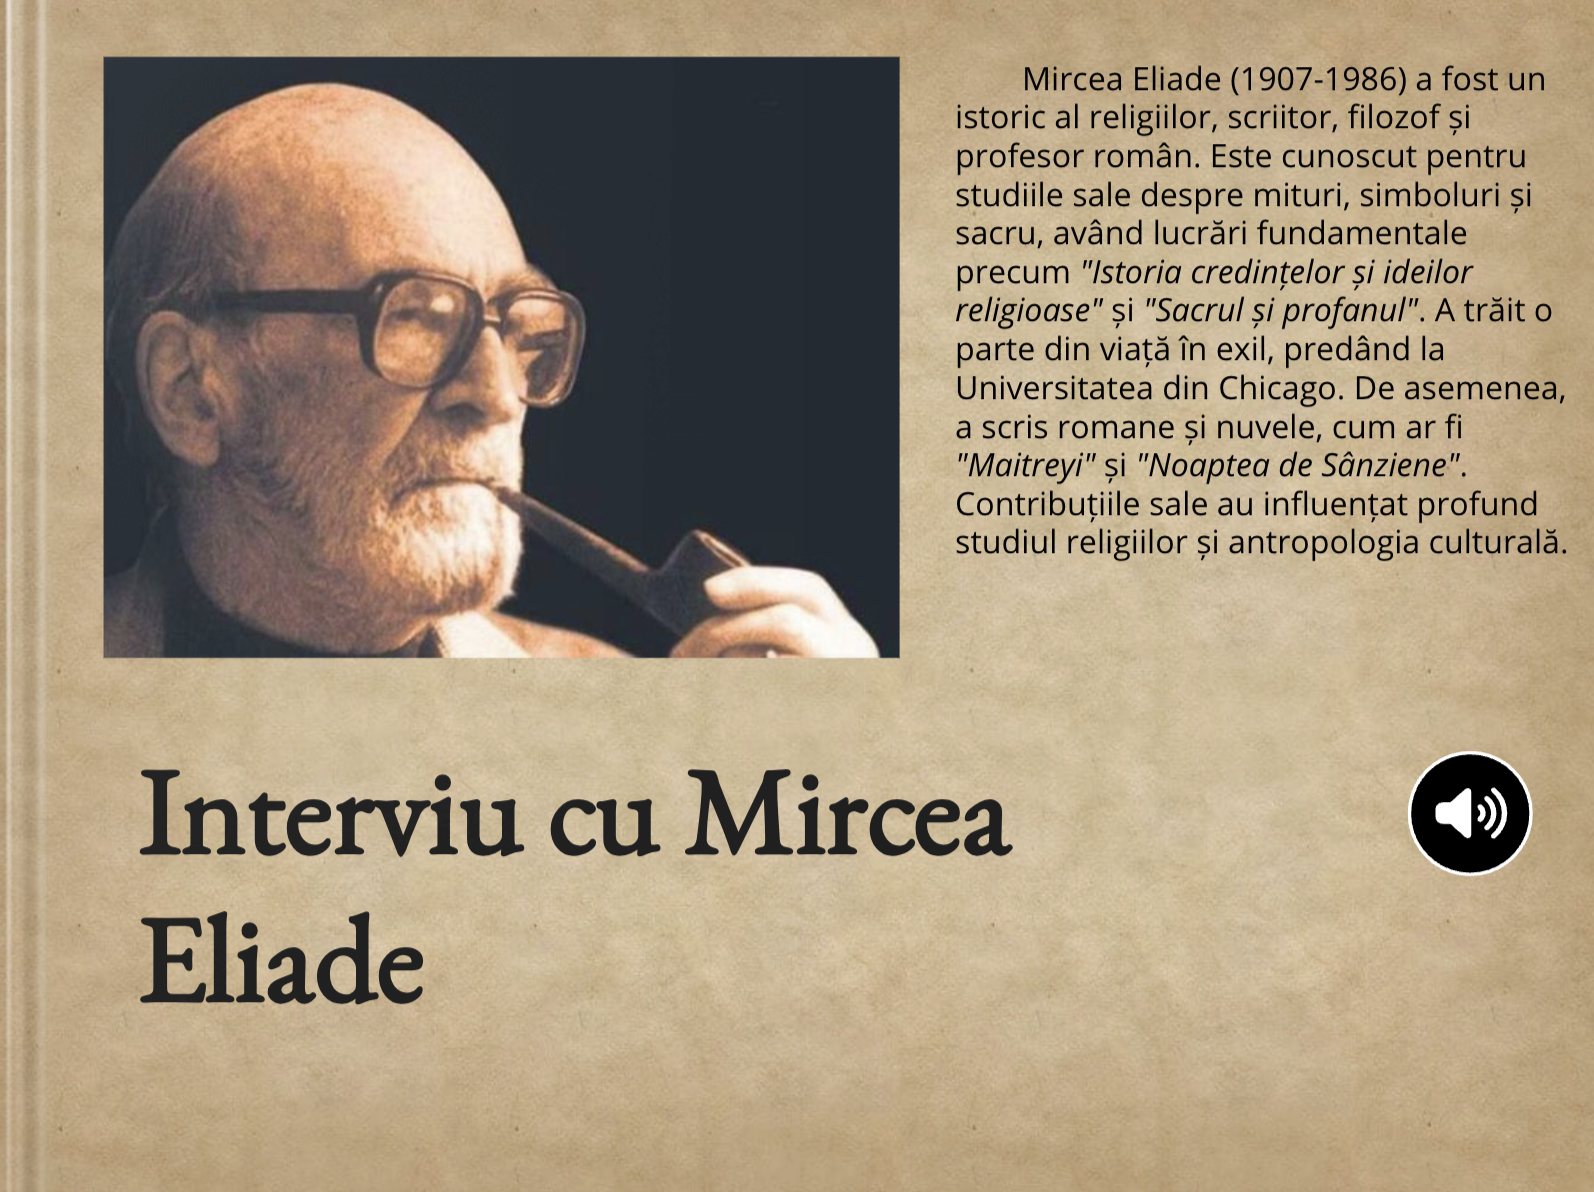 Mircea Eliade (1907-1986) a fost un
istoric al religiilor, scriitor, filozof și
profesor român. Este cunoscut pentru
studiile sale despre mituri, simboluri și
sacru, având lucrări fundamentale
precum "Istoria credințelor și ideilor
religioase" și "Sacrul și profanul". A trăit o
parte din viață în exil, predând la
Universitatea din Chicago. De asemenea,
a scris romane și nuvele, cum ar fi
"Maitreyi" și "Noaptea de Sânziene".
Contribuțiile sale au influențat profund
studiul religiilor și antropologia culturală.
Interviu cu Mircea
Eliade